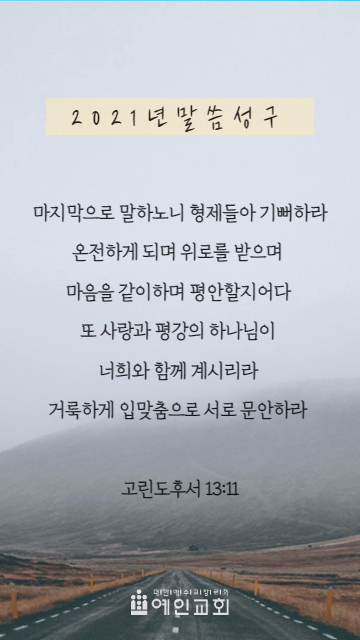 2021년말씀성구
마지막으로 말하노니 형제들아 기뻐하라
온전하게 되며 위로를 받으며
마음을 같이하며 평안할지어다
또 사랑과 평강의 하나님이
너희와 함께 계시리라
거룩하게 입맞춤으로 서로 문안하라
고린도후서 13:11
예인교회